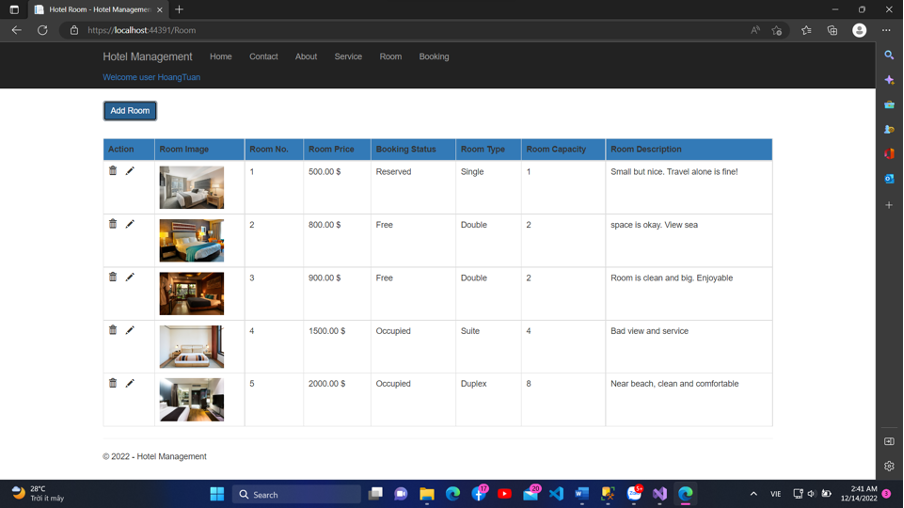 Hotel Room - Hotel Management
https://localhost:44391/Room
Hotel Management Home Contact About Service Room Booking
Welcome user HoangTuan
Add Room
Action Room Image Room No. Room Price Booking Status Room Type Room Capacity Room Description
1 500.00 $ Reserved Single 1 Small but nice. Travel alone is fine!
2 800.00 $ Free Double 2 space is okay. View sea
3 900.00 $ Free Double 2 Room is clean and big. Enjoyable
4 1500.00 $ Occupied Suite 4 Bad view and service
5 2000.00 $ Occupied Duplex 8 Near beach, clean and comfortable
© 2022 - Hotel Management
28°C
Trời ít mây
Search
17
20
5+
VIE
2:41 AM
12/14/2022
3